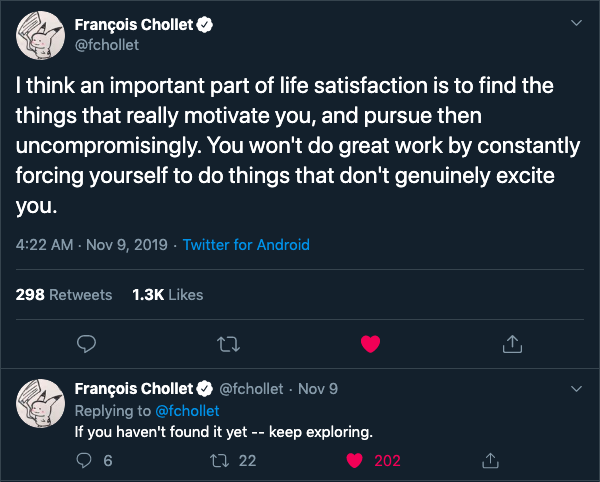 François Chollet
@fchollet
I think an important part of life satisfaction is to find the
things that really motivate you, and pursue then
uncompromisingly. You won't do great work by constantly
forcing yourself to do things that don't genuinely excite
you.
4:22 AM · Nov 9, 2019 · Twitter for Android
298 Retweets 1.3K Likes
François Chollet @fchollet · Nov 9
Replying to @fchollet
If you haven't found it yet -- keep exploring.
6 22 202